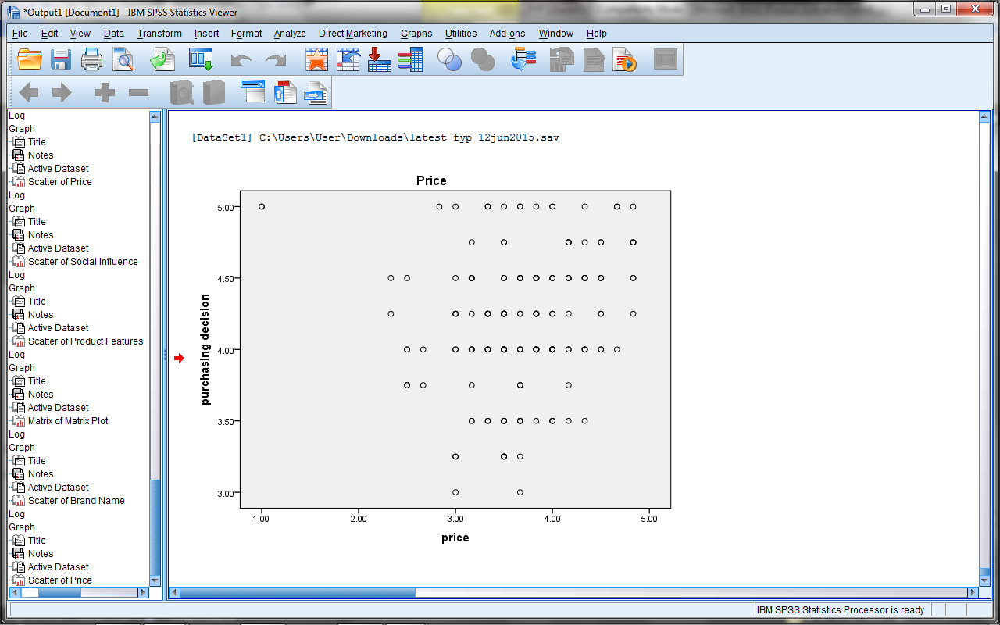 *Output1 [Document1] - IBM SPSS Statistics Viewer
File Edit View Data Transform Insert Format Analyze Direct Marketing Graphs Utilities Add-ons Window Help
Log
Graph
Title
Notes
Active Dataset
Scatter of Price
Log
Graph
Title
Notes
Active Dataset
Scatter of Social Influence
Log
Graph
Title
Notes
Active Dataset
Scatter of Product Features
Log
Graph
Title
Notes
Active Dataset
Matrix of Matrix Plot
Log
Graph
Title
Notes
Active Dataset
Scatter of Brand Name
Log
Graph
Title
Notes
Active Dataset
Scatter of Price
[DataSet1] C:\Users\User\Downloads\latest fyp 12jun2015.sav
Price
purchasing decision
5.00
4.50
4.00
3.50
3.00
1.00 2.00 3.00 4.00 5.00
price
IBM SPSS Statistics Processor is ready